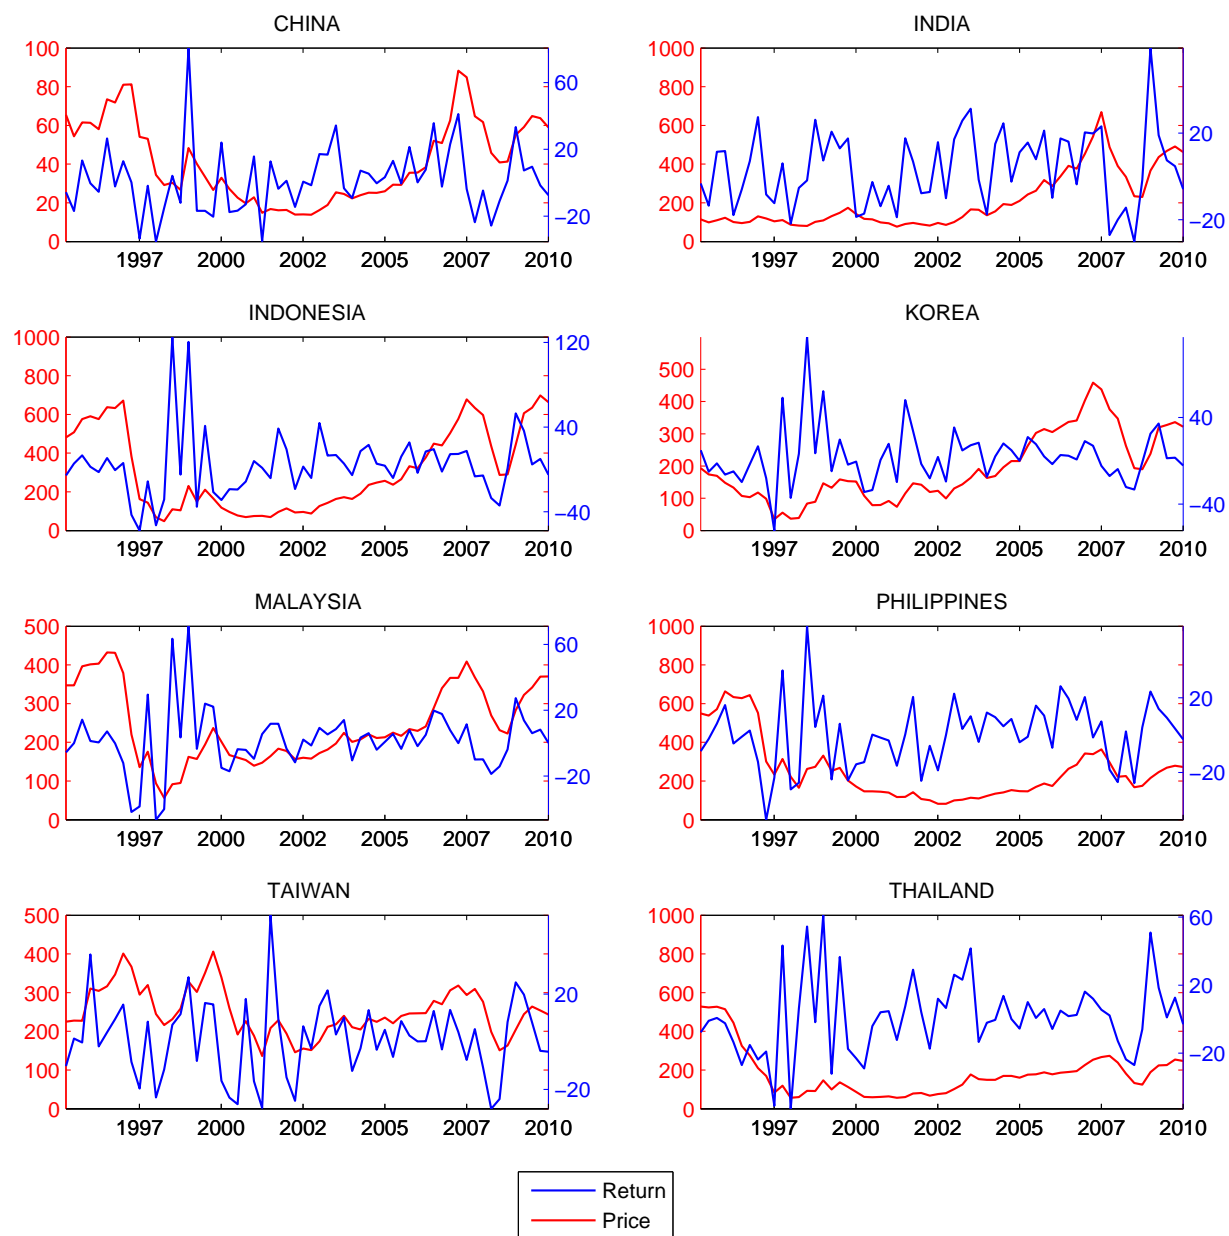 CHINA INDIA
100 1000
80 60 800
60 20 600 20
40 400
20 −20 200 −20
0 0
1997 2000 2002 2005 2007 2010 1997 2000 2002 2005 2007 2010
INDONESIA KOREA
1000 120
800 500
600 400 40
400 40 300
200 200
−40 100 −40
0 0
1997 2000 2002 2005 2007 2010 1997 2000 2002 2005 2007 2010
MALAYSIA PHILIPPINES
500 60 1000
400 800
300 20 600 20
200 400
100 −20 200 −20
0 0
1997 2000 2002 2005 2007 2010 1997 2000 2002 2005 2007 2010
TAIWAN THAILAND
500 1000 60
400 800
300 20 600 20
200 400
100 −20 200 −20
0 0
1997 2000 2002 2005 2007 2010 1997 2000 2002 2005 2007 2010
Return
Price